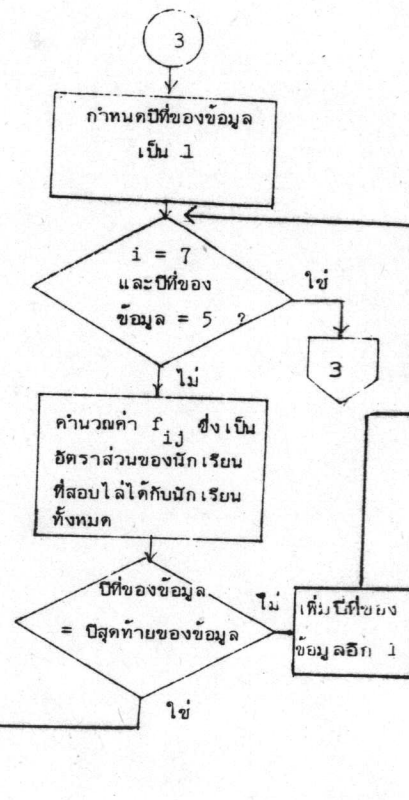 3
กำหนดปีที่ของข้อมูล
เป็น 1
i = 7
และปีที่ของ
ข้อมูล = 5 ?
ใช่
3
ไม่
คำนวณค่า f_ij ซึ่งเป็น
อัตราส่วนของนักเรียน
ที่สอบไล่ได้กับนักเรียน
ทั้งหมด
ปีที่ของข้อมูล
= ปีสุดท้ายของข้อมูล
ไม่
เพิ่มปีที่ของ
ข้อมูลอีก 1
ใช่